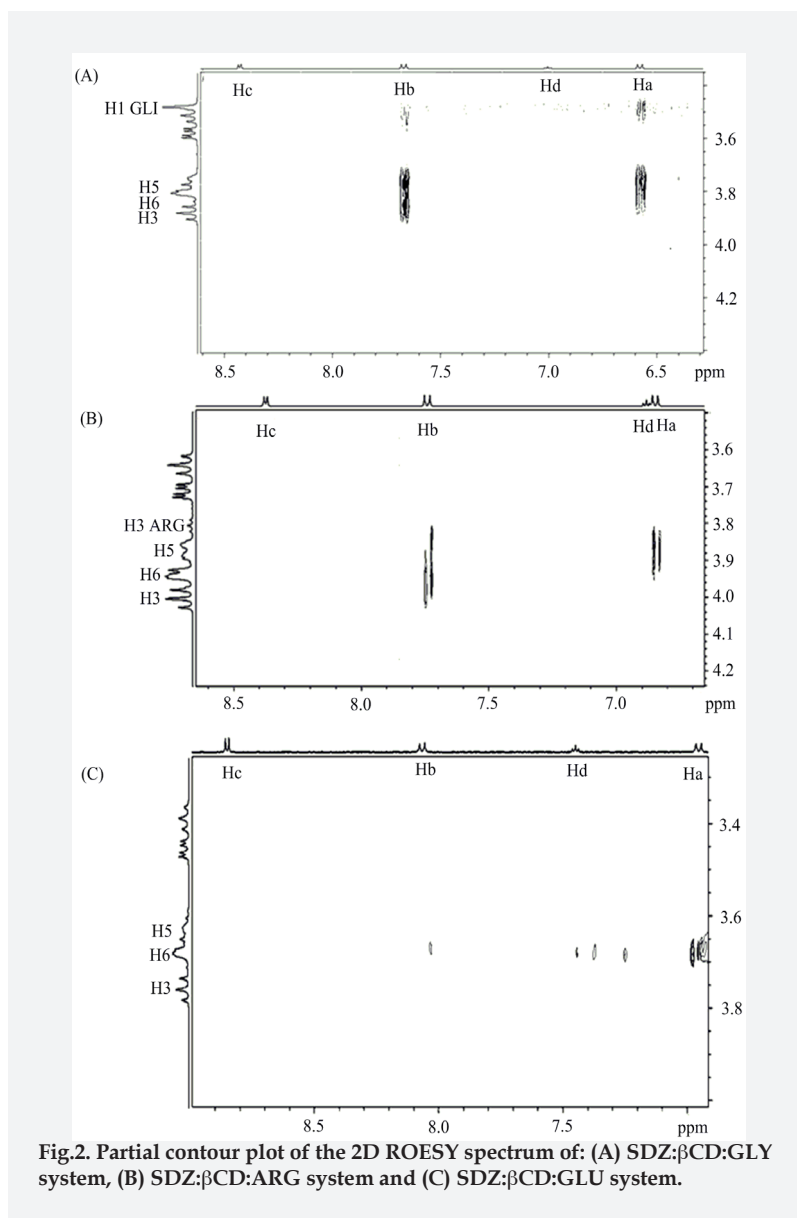 (A)
Hc Hb Hd Ha
H1 GLI
H5
H6
H3
3.6
3.8
4.0
4.2
8.5 8.0 7.5 7.0 6.5 ppm
(B)
Hc Hb Hd Ha
H3 ARG
H5
H6
H3
3.6
3.7
3.8
3.9
4.0
4.1
4.2
8.5 8.0 7.5 7.0 ppm
(C)
Hc Hb Hd Ha
H5
H6
H3
3.4
3.6
3.8
8.5 8.0 7.5 ppm
Fig.2. Partial contour plot of the 2D ROESY spectrum of: (A) SDZ:βCD:GLY
system, (B) SDZ:βCD:ARG system and (C) SDZ:βCD:GLU system.